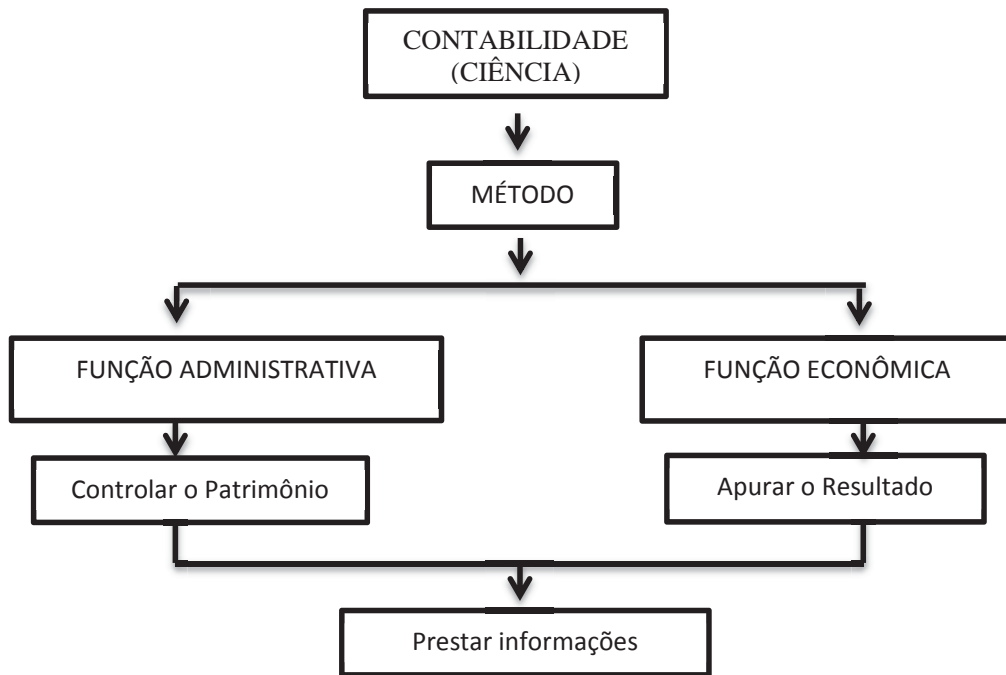 CONTABILIDADE
(CIÊNCIA)
MÉTODO
FUNÇÃO ADMINISTRATIVA
FUNÇÃO ECONÔMICA
Controlar o Patrimônio
Apurar o Resultado
Prestar informações